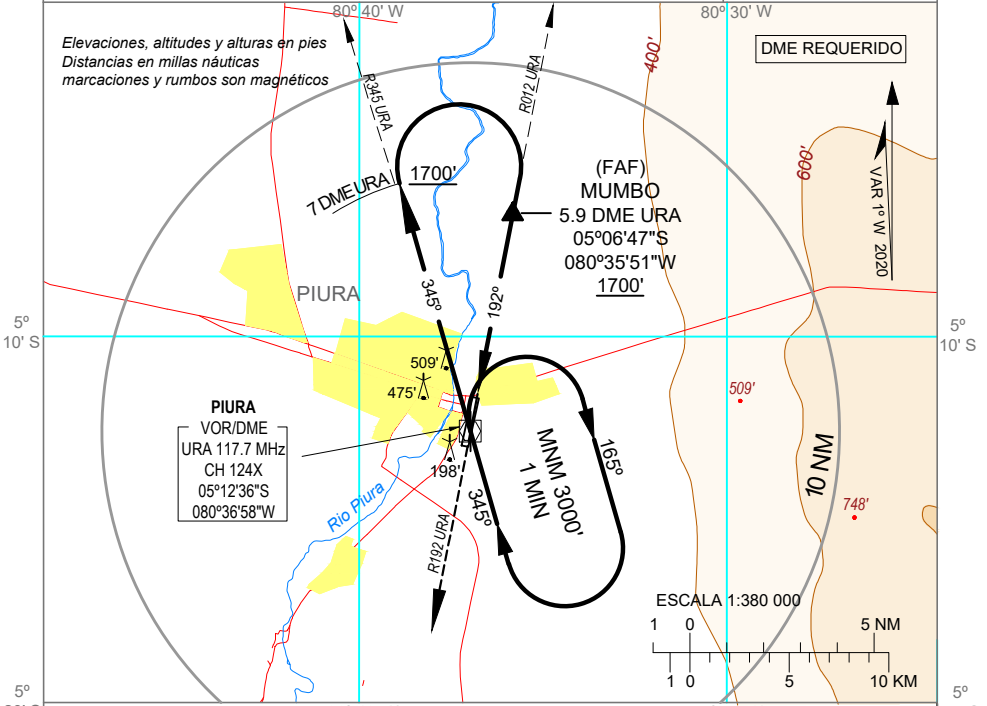 80º 40' W
80º 30' W
Elevaciones, altitudes y alturas en pies
Distancias en millas náuticas
marcaciones y rumbos son magnéticos
DME REQUERIDO
R345 URA
R012 URA
400'
600'
VAR 1º W 2020
7 DME URA
1700'
(FAF)
MUMBO
5.9 DME URA
05º06'47"S
080º35'51"W
1700'
345º
192º
PIURA
5º
10' S
5º
10' S
509'
475'
198'
509'
748'
PIURA
VOR/DME
URA 117.7 MHz
CH 124X
05º12'36"S
080º36'58"W
MNM 3000'
1 MIN
165º
345º
10 NM
Rio Piura
R192 URA
ESCALA 1:380 000
1 0 5 NM
1 0 5 10 KM
5º
5º